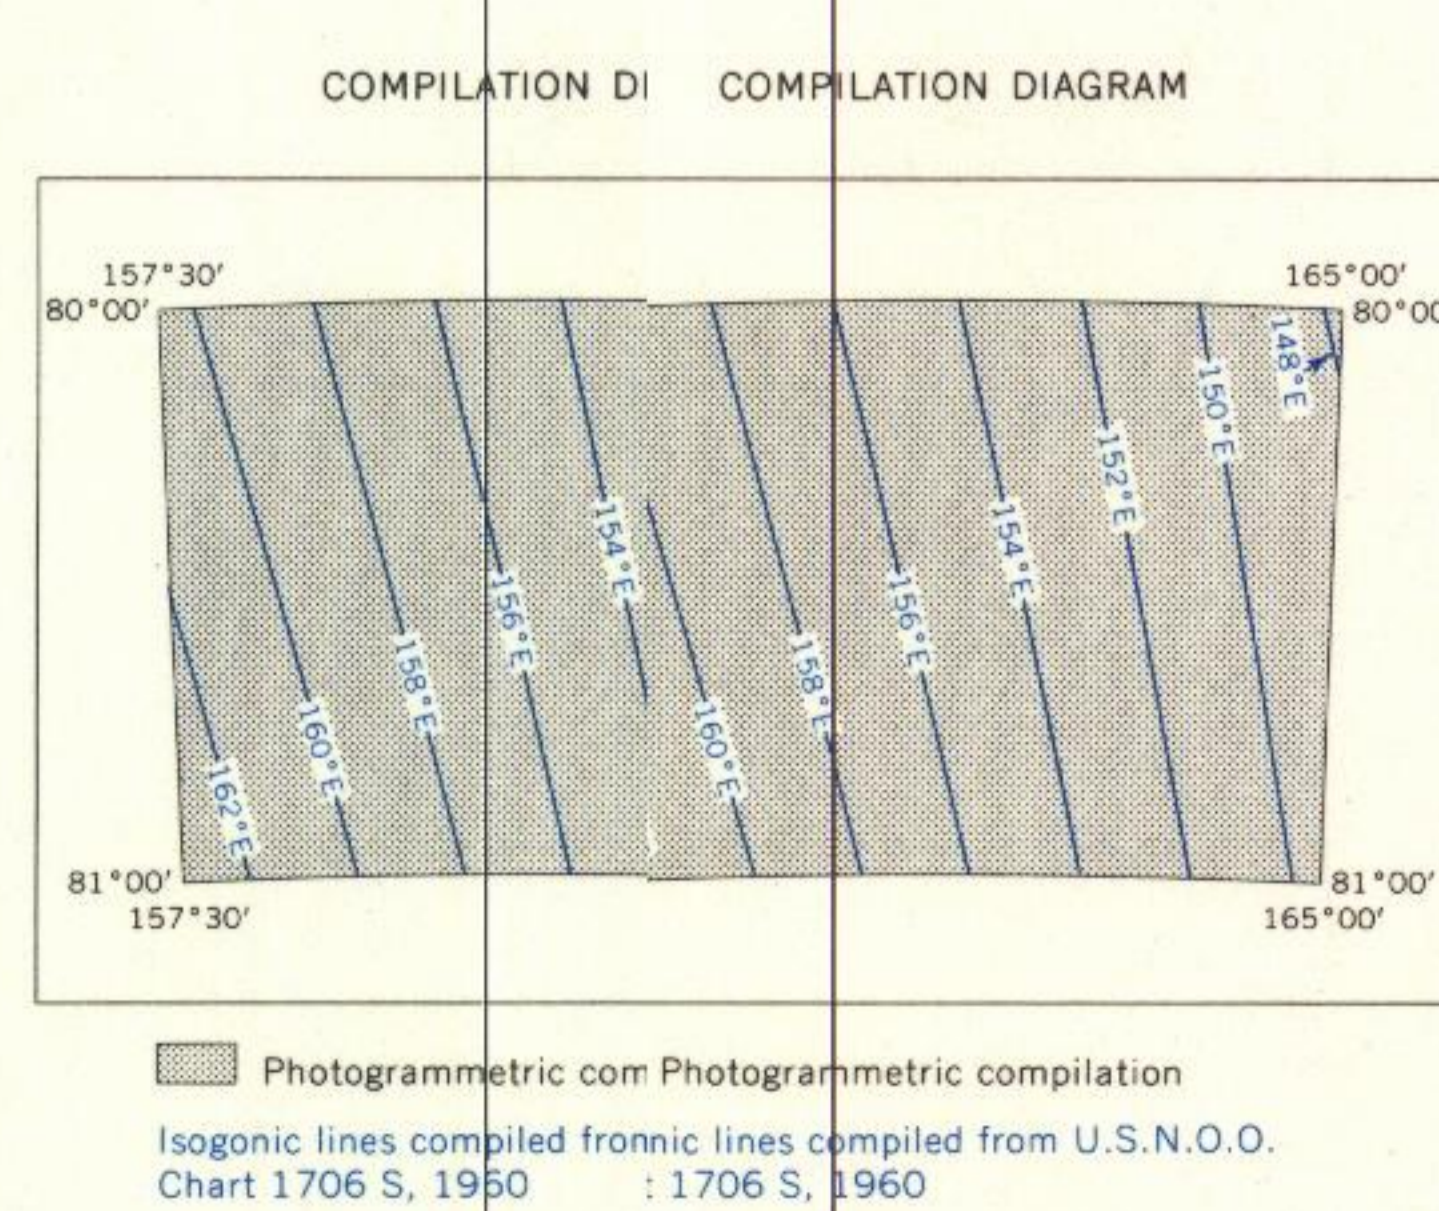 COMPILATION DI COMPILATION DIAGRAM
157°30′ 165°00′
80°00′ 80°00
148°E
150°E
152°E
154°E 154°E
156°E 156°E
158°E 158°E
160°E 160°E
162°E
81°00′ 81°00′
157°30′ 165°00′
Photogrammetric com Photogrammetric compilation
Isogonic lines compiled fronnic lines compiled from U.S.N.O.O.
Chart 1706 S, 1960 : 1706 S, 1960